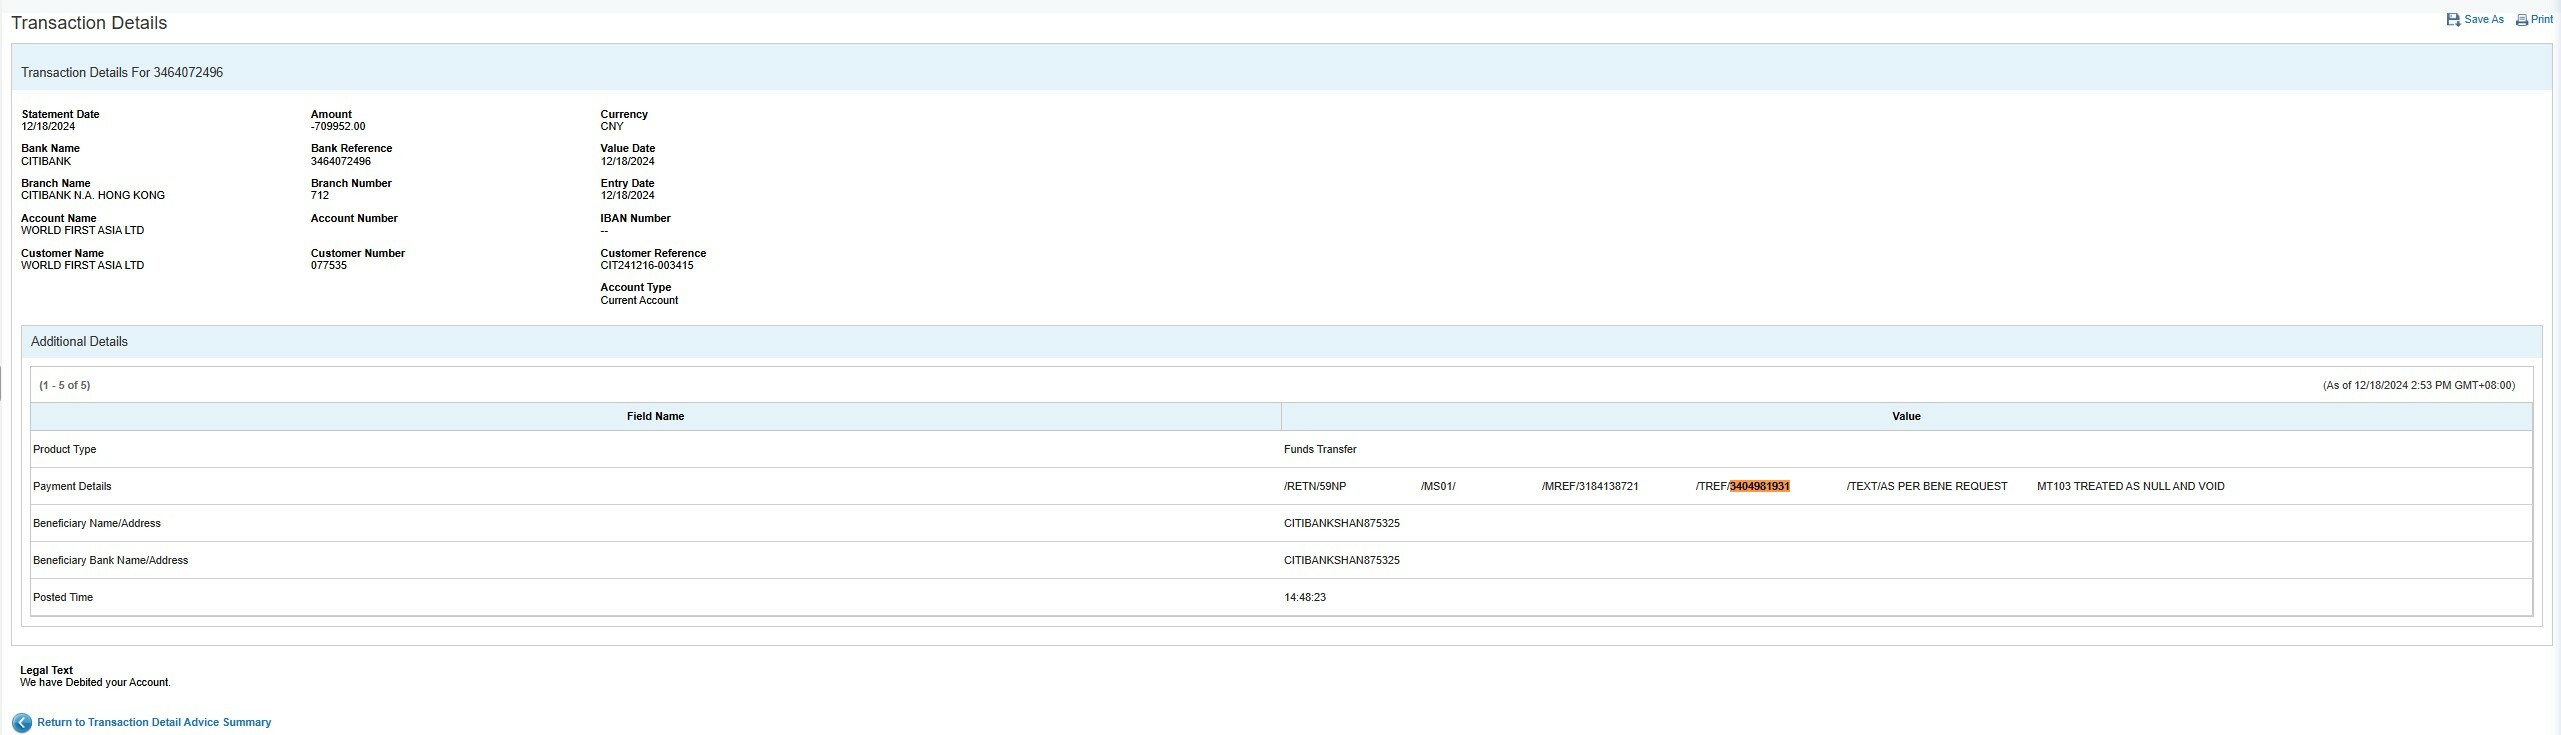 Transaction Details
Save As Print
Transaction Details For 3464072496
Statement Date Amount Currency
12/18/2024 -709952.00 CNY
Bank Name Bank Reference Value Date
CITIBANK 3464072496 12/18/2024
Branch Name Branch Number Entry Date
CITIBANK N.A. HONG KONG 712 12/18/2024
Account Name Account Number IBAN Number
WORLD FIRST ASIA LTD --
Customer Name Customer Number Customer Reference
WORLD FIRST ASIA LTD 077535 CIT241216-003415
Account Type
Current Account
Additional Details
(1 - 5 of 5) (As of 12/18/2024 2:53 PM GMT+08:00)
Field Name Value
Product Type Funds Transfer
Payment Details /RETN/59NP /MS01/ /MREF/3184138721 /TREF/3404981931 /TEXT/AS PER BENE REQUEST MT103 TREATED AS NULL AND VOID
Beneficiary Name/Address CITIBANKSHAN875325
Beneficiary Bank Name/Address CITIBANKSHAN875325
Posted Time 14:48:23
Legal Text
We have Debited your Account.
Return to Transaction Detail Advice Summary